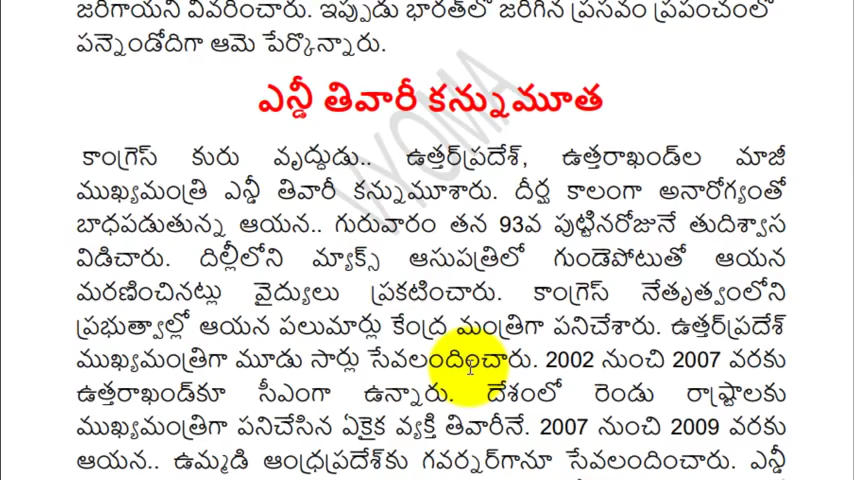 జరిగాయని వివరించారు. ఇప్పుడు భారత్‌లో జరిగిన ప్రసవం ప్రపంచంలో
పన్నెండోదిగా ఆమె పేర్కొన్నారు.
ఎన్డీ తివారీ కన్నుమూత
కాంగ్రెస్ కురు వృద్ధుడు.. ఉత్తర్‌ప్రదేశ్, ఉత్తరాఖండ్‌ల మాజీ
ముఖ్యమంత్రి ఎన్డీ తివారీ కన్నుమూశారు. దీర్ఘ కాలంగా అనారోగ్యంతో
బాధపడుతున్న ఆయన.. గురువారం తన 93వ పుట్టినరోజునే తుదిశ్వాస
విడిచారు. దిల్లీలోని మ్యాక్స్ ఆసుపత్రిలో గుండెపోటుతో ఆయన
మరణించినట్లు వైద్యులు ప్రకటించారు. కాంగ్రెస్ నేతృత్వంలోని
ప్రభుత్వాల్లో ఆయన పలుమార్లు కేంద్ర మంత్రిగా పనిచేశారు. ఉత్తర్‌ప్రదేశ్
ముఖ్యమంత్రిగా మూడు సార్లు సేవలందించారు. 2002 నుంచి 2007 వరకు
ఉత్తరాఖండ్‌కూ సీఎంగా ఉన్నారు. దేశంలో రెండు రాష్ట్రాలకు
ముఖ్యమంత్రిగా పనిచేసిన ఏకైక వ్యక్తి తివారీనే. 2007 నుంచి 2009 వరకు
ఆయన.. ఉమ్మడి ఆంధ్రప్రదేశ్‌కు గవర్నర్‌గానూ సేవలందించారు. ఎన్డీ
VYOMA